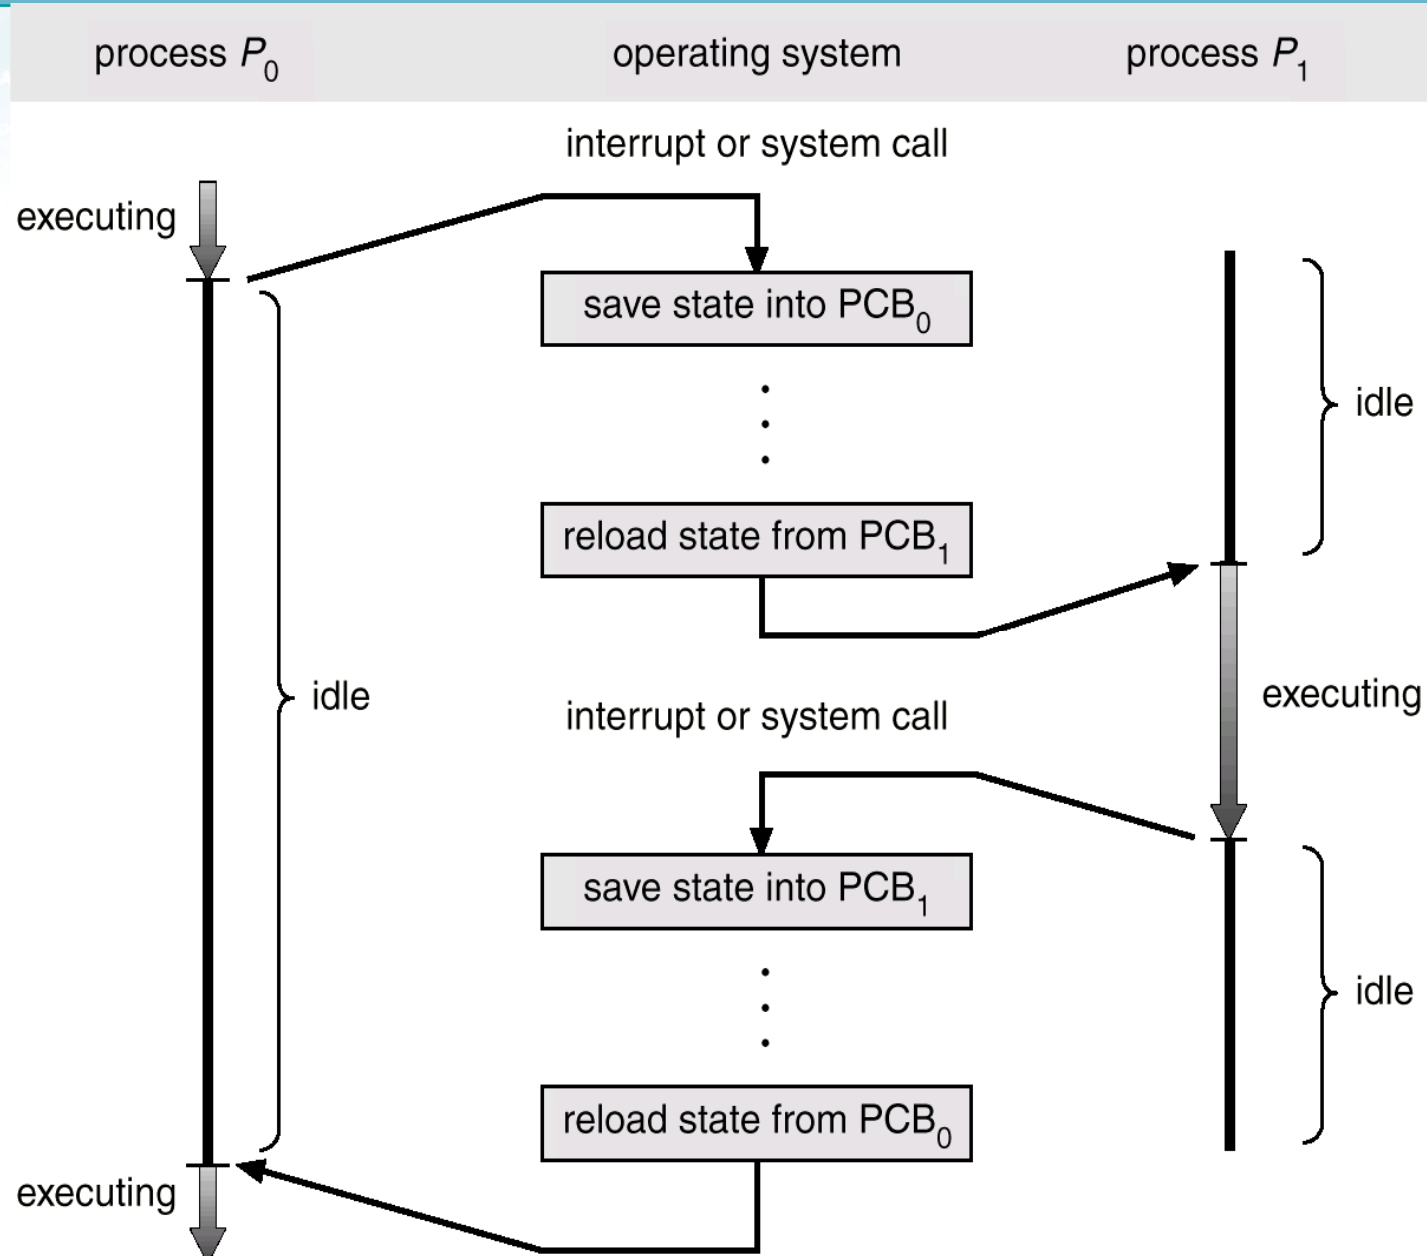 process P0
operating system
process P1
interrupt or system call
executing
save state into PCB0
idle
reload state from PCB1
idle
executing
interrupt or system call
save state into PCB1
idle
reload state from PCB0
executing